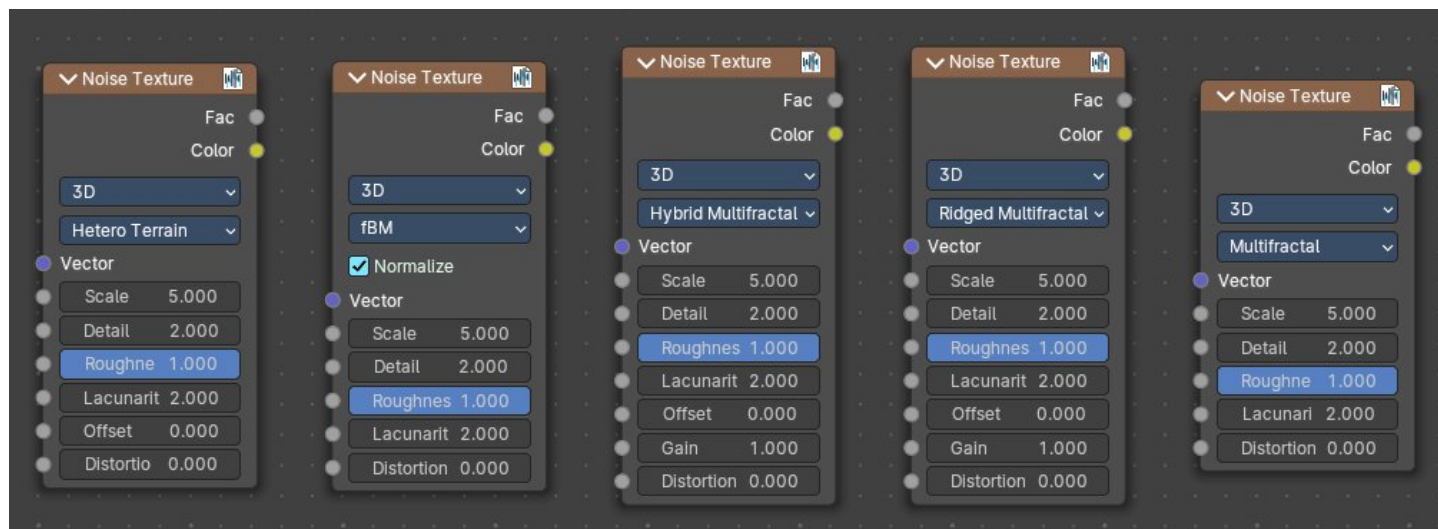 Noise Texture
Fac
Color
3D
Hetero Terrain
Vector
Scale 5.000
Detail 2.000
Roughne 1.000
Lacunarit 2.000
Offset 0.000
Distortio 0.000
Noise Texture
Fac
Color
3D
fBM
Normalize
Vector
Scale 5.000
Detail 2.000
Roughnes 1.000
Lacunarit 2.000
Distortion 0.000
Noise Texture
Fac
Color
3D
Hybrid Multifractal
Vector
Scale 5.000
Detail 2.000
Roughnes 1.000
Lacunarit 2.000
Offset 0.000
Gain 1.000
Distortion 0.000
Noise Texture
Fac
Color
3D
Ridged Multifractal
Vector
Scale 5.000
Detail 2.000
Roughnes 1.000
Lacunarit 2.000
Offset 0.000
Gain 1.000
Distortion 0.000
Noise Texture
Fac
Color
3D
Multifractal
Vector
Scale 5.000
Detail 2.000
Roughne 1.000
Lacunari 2.000
Distortion 0.000